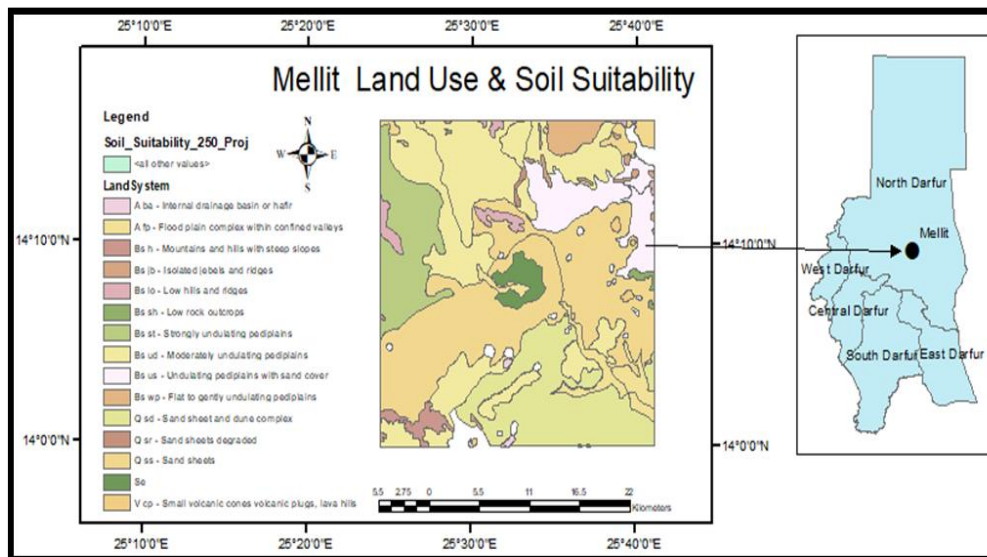 25°10'0"E 25°20'0"E 25°30'0"E 25°40'0"E
Mellit Land Use & Soil Suitability
Legend
Soil_Suitability_250_Proj
<all other values>
LandSystem
A ba - Internal drainage basin or hafir
A fp - Flood plain complex within confined valleys
Bs h - Mountains and hills with steep slopes
Bs jb - Isolated jebels and ridges
Bs lo - Low hills and ridges
Bs sh - Low rock outcrops
Bs st - Strongly undulating pediplains
Bs ud - Moderately undulating pediplains
Bs us - Undulating pediplains with sand cover
Bs wp - Flat to gently undulating pediplains
Q sd - Sand sheet and dune complex
Q sr - Sand sheets degraded
Q ss - Sand sheets
Se
V cp - Small volcanic cones volcanic plugs, lava hills
N
W E
S
14°10'0"N 14°10'0"N
14°0'0"N 14°0'0"N
5.5 2.75 0 5.5 11 16.5 22
Kilometers
25°10'0"E 25°20'0"E 25°30'0"E 25°40'0"E
North Darfur
Mellit
West Darfur
Central Darfur
South Darfur East Darfur